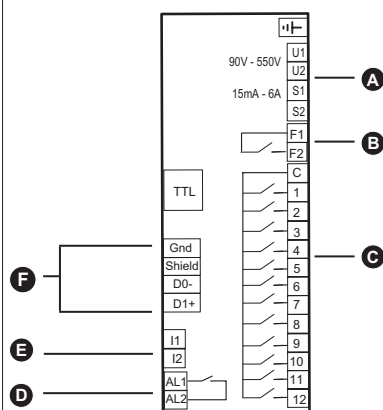 90V - 550V
U1
U2
A
15mA - 6A
S1
S2
F1
F2
B
TTL
C
1
2
3
4
5
6
7
8
9
10
11
12
C
Gnd
Shield
D0-
D1+
F
I1
I2
E
AL1
AL2
D